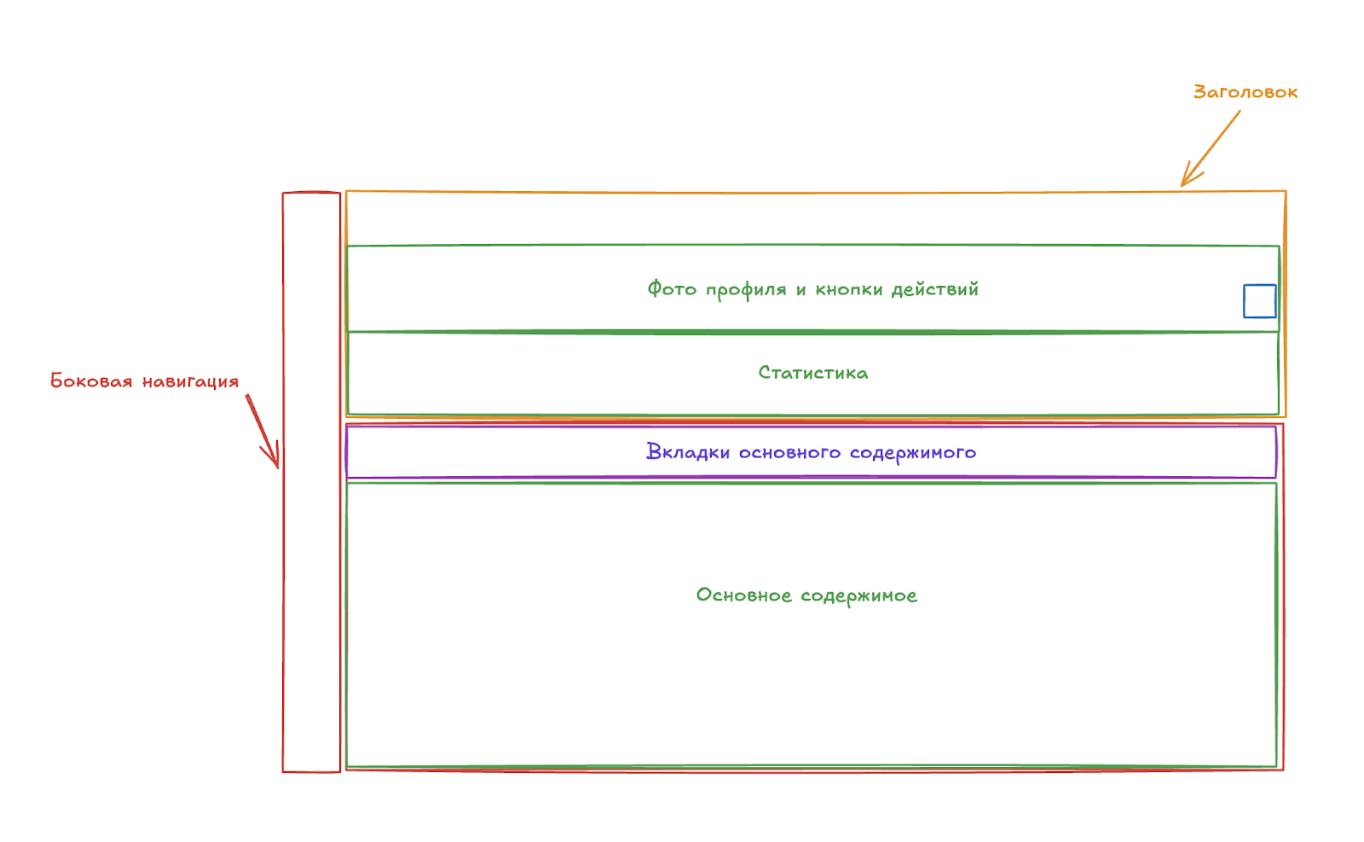 Заголовок
Фото профиля и кнопки действий
Статистика
Боковая навигация
Вкладки основного содержимого
Основное содержимое